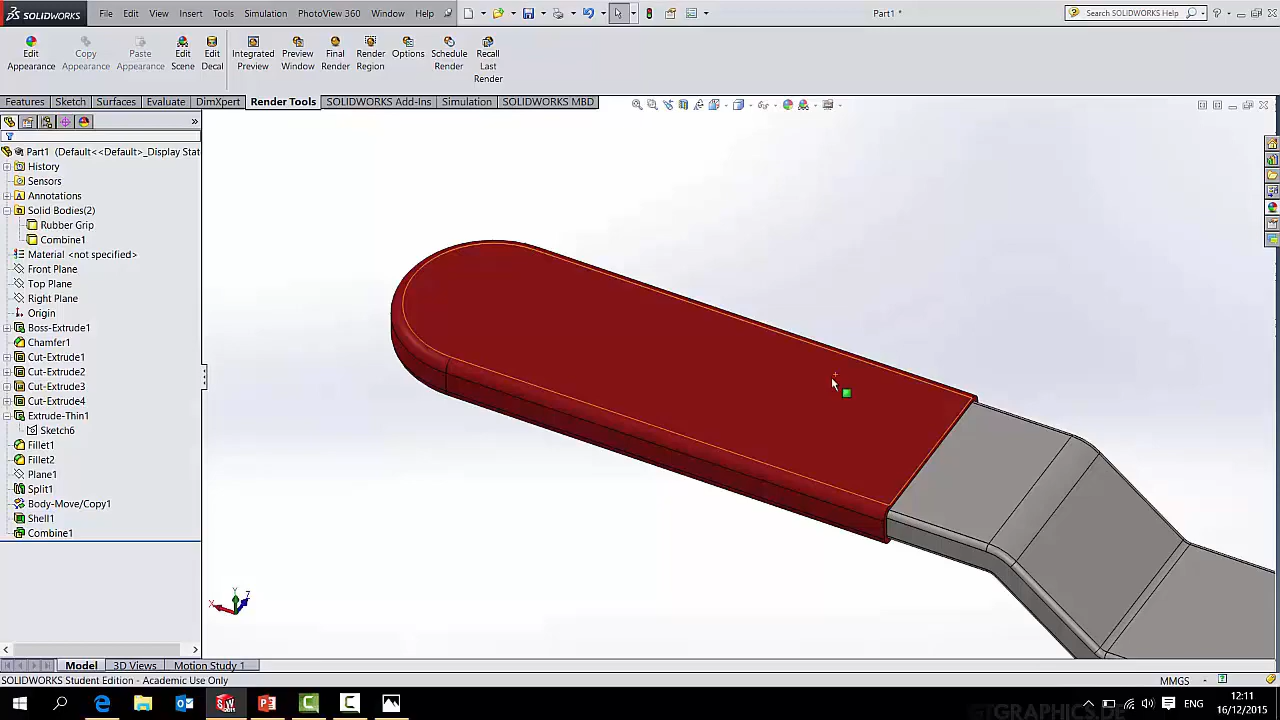 SOLIDWORKS File Edit View Insert Tools Simulation PhotoView 360 Window Help Part1 * Search SOLIDWORKS Help
Edit Appearance
Copy Appearance
Paste Appearance
Edit Scene
Edit Decal
Integrated Preview
Preview Window
Final Render
Render Region
Options
Schedule Render
Recall Last Render
Features Sketch Surfaces Evaluate DimXpert Render Tools SOLIDWORKS Add-Ins Simulation SOLIDWORKS MBD
Part1 (Default<<Default>_Display Stat
History
Sensors
Annotations
Solid Bodies(2)
Rubber Grip
Combine1
Material <not specified>
Front Plane
Top Plane
Right Plane
Origin
Boss-Extrude1
Chamfer1
Cut-Extrude1
Cut-Extrude2
Cut-Extrude3
Cut-Extrude4
Extrude-Thin1
Sketch6
Fillet1
Fillet2
Plane1
Split1
Body-Move/Copy1
Shell1
Combine1
Y
X
Z
Model 3D Views Motion Study 1
SOLIDWORKS Student Edition - Academic Use Only MMGS
ENG
12:11
16/12/2015